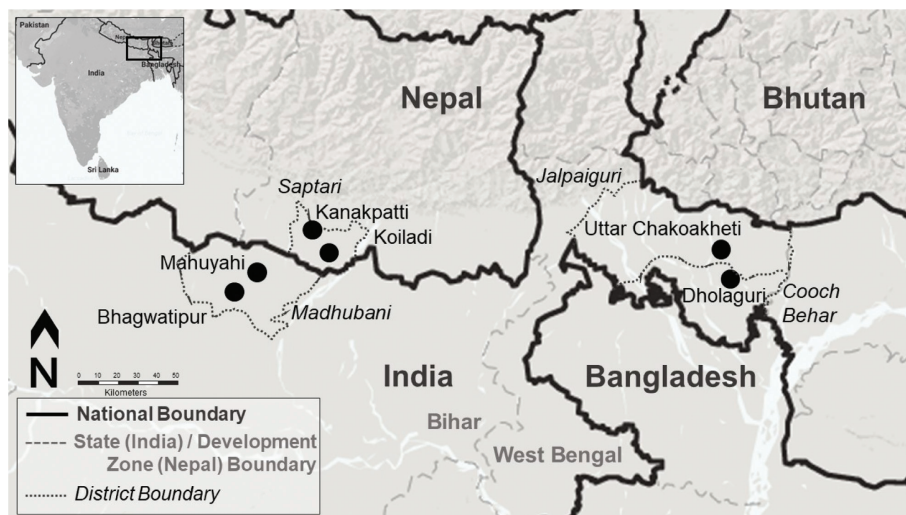 Pakistan
Nepal
Bhutan
Bangladesh
India
Sri Lanka
Nepal
Bhutan
Saptari
Kanakpatti
Koiladi
Mahuyahi
Bhagwatipur
Madhubani
Jalpaiguri
Uttar Chakoakheti
Dholaguri
Cooch
Behar
India
Bangladesh
Bihar
West Bengal
N
0 10 20 30 40 50
Kilometers
National Boundary
State (India) / Development
Zone (Nepal) Boundary
District Boundary